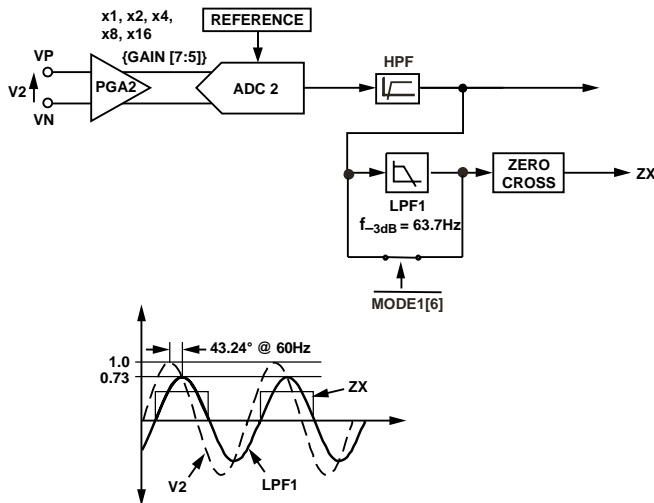 x1, x2, x4,
x8, x16
REFERENCE
{GAIN [7:5]}
HPF
VP
V2
PGA2
ADC 2
VN
ZERO
CROSS
ZX
LPF1
f–3dB = 63.7Hz
MODE1[6]
43.24° @ 60Hz
1.0
0.73
ZX
V2
LPF1